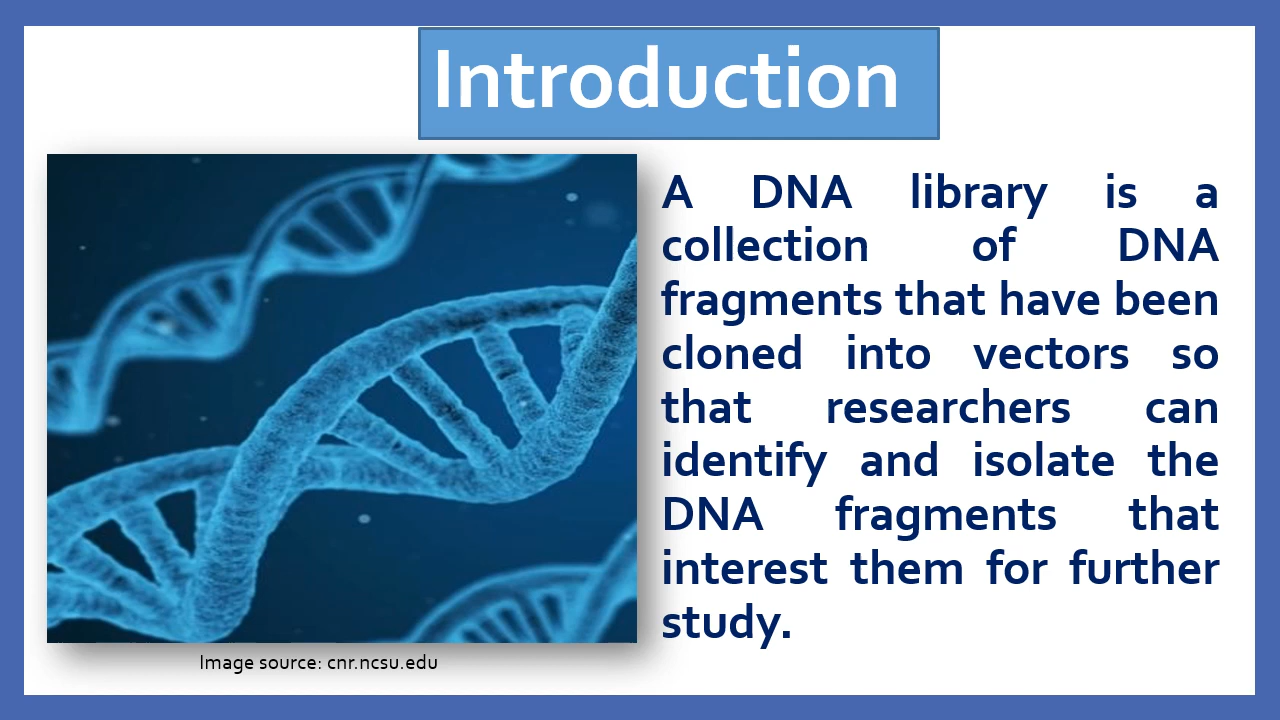 Introduction
A DNA library is a
collection of DNA
fragments that have been
cloned into vectors so
that researchers can
identify and isolate the
DNA fragments that
interest them for further
study.
Image source: cnr.ncsu.edu